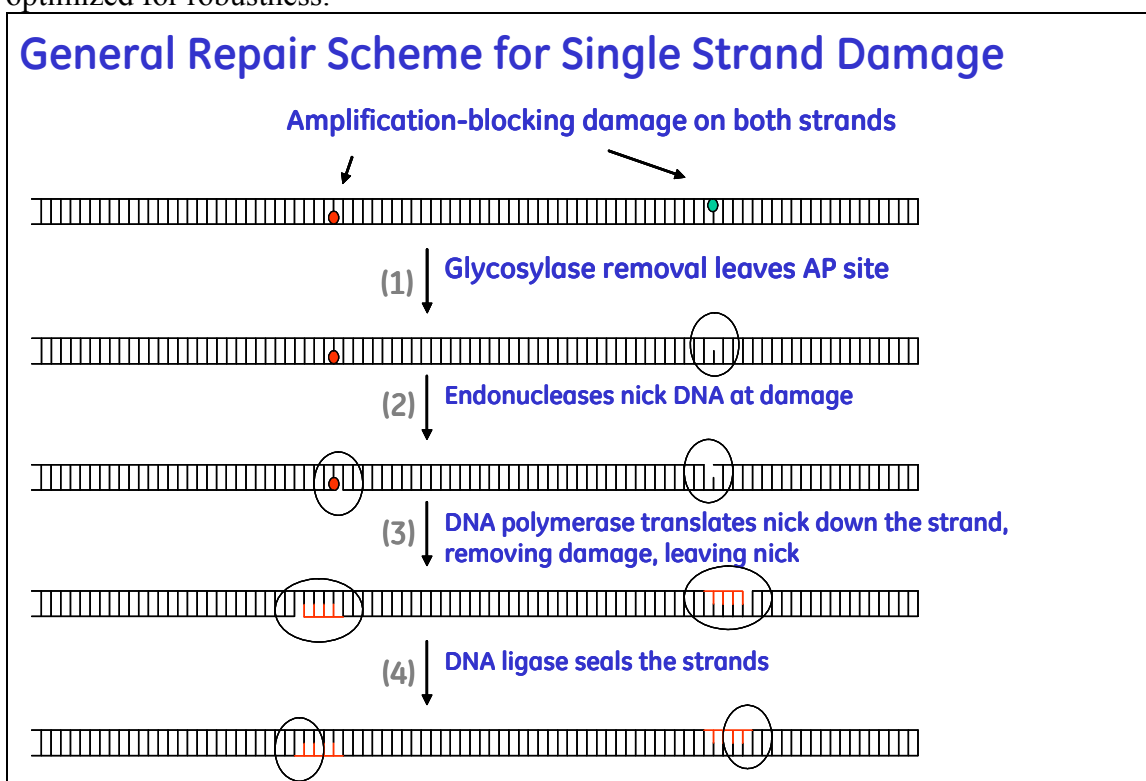 optimized for robustness.
General Repair Scheme for Single Strand Damage
Amplification-blocking damage on both strands
(1) Glycosylase removal leaves AP site
(2) Endonucleases nick DNA at damage
(3) DNA polymerase translates nick down the strand,
removing damage, leaving nick
(4) DNA ligase seals the strands